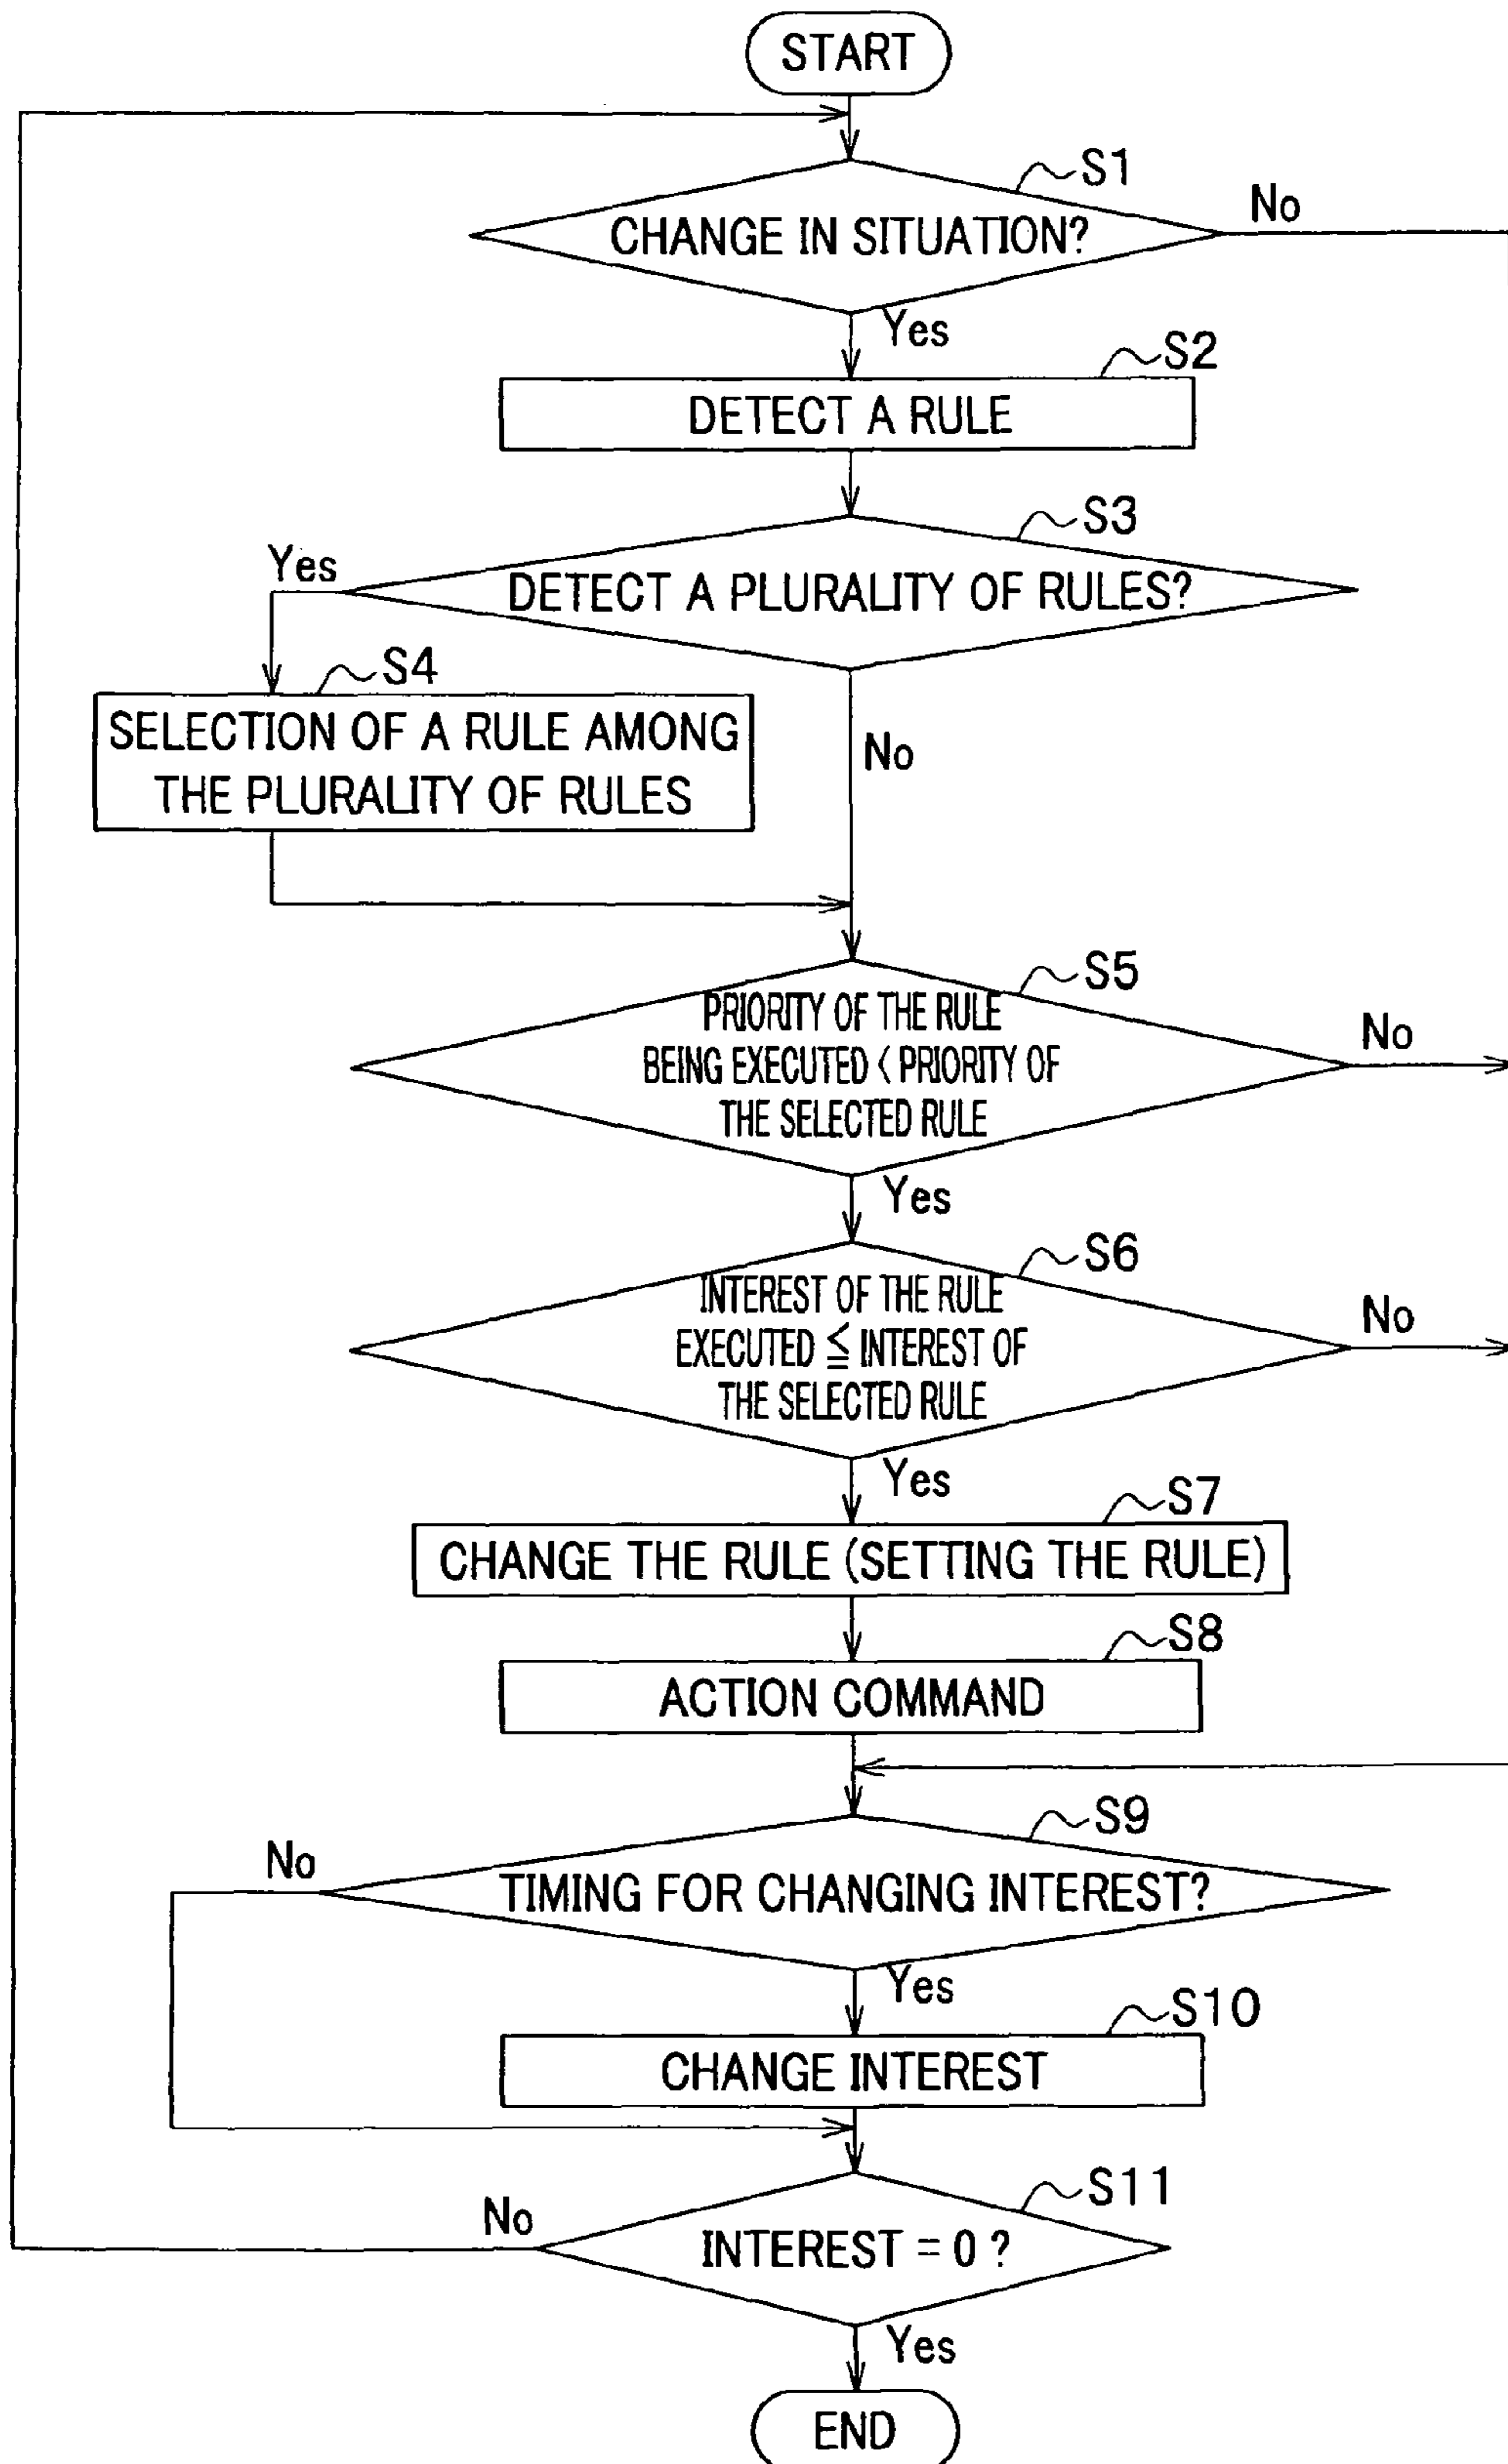 START
S1
CHANGE IN SITUATION?
No
Yes
S2
DETECT A RULE
S3
Yes
DETECT A PLURALITY OF RULES?
S4
SELECTION OF A RULE AMONG
THE PLURALITY OF RULES
No
S5
PRIORITY OF THE RULE
BEING EXECUTED < PRIORITY OF
THE SELECTED RULE
No
Yes
S6
INTEREST OF THE RULE
EXECUTED ≦ INTEREST OF
THE SELECTED RULE
No
Yes
S7
CHANGE THE RULE (SETTING THE RULE)
S8
ACTION COMMAND
S9
No
TIMING FOR CHANGING INTEREST?
Yes
S10
CHANGE INTEREST
S11
No
INTEREST = 0 ?
Yes
END